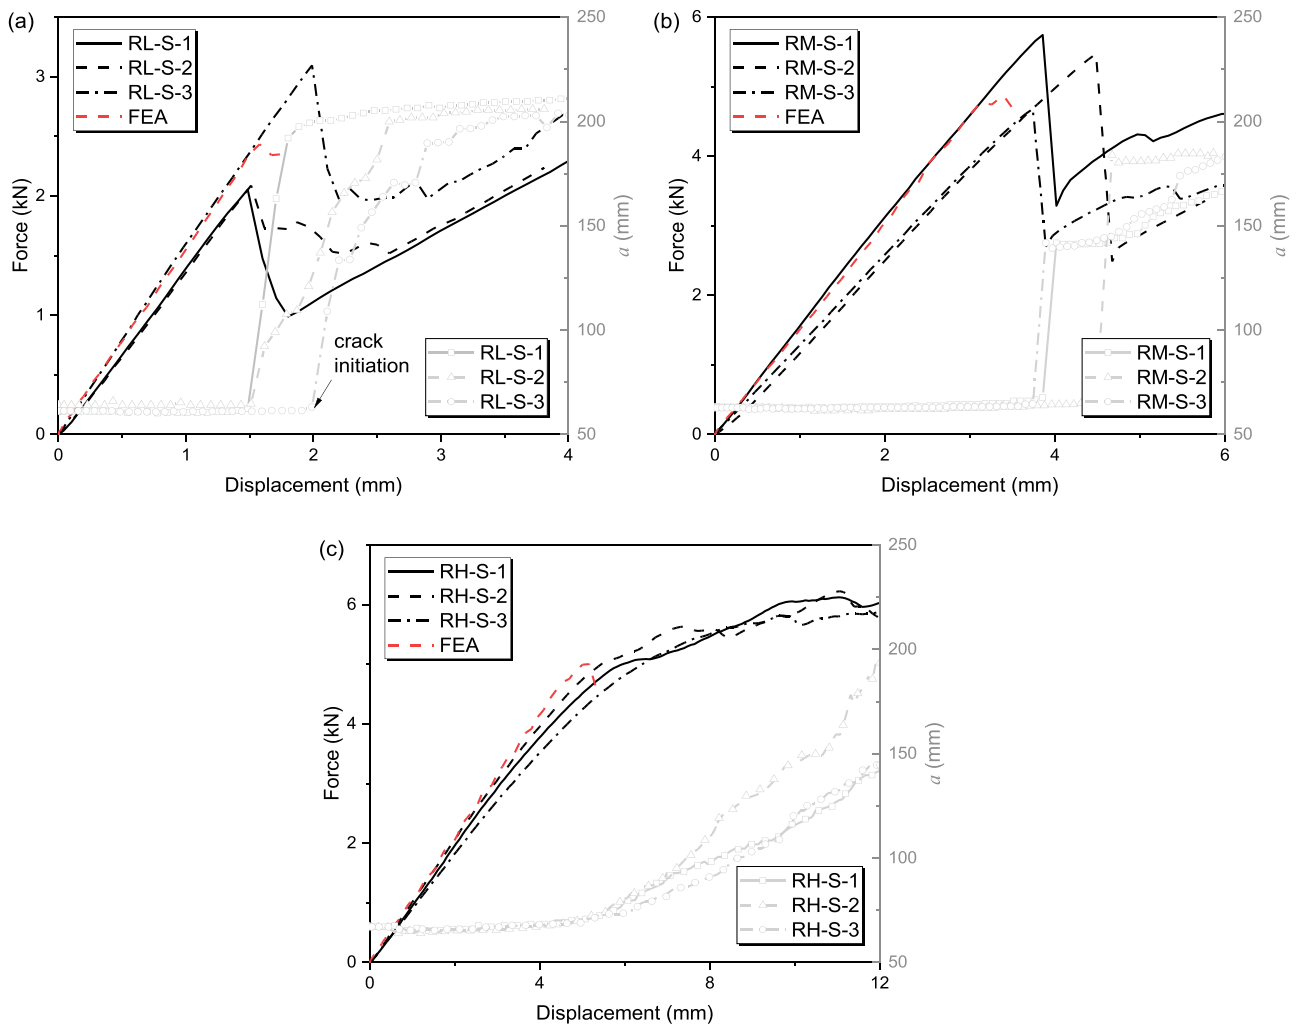 (a)
RL-S-1
RL-S-2
RL-S-3
FEA
Force (kN)
0
1
2
3
0
1
2
3
4
Displacement (mm)
50
100
150
200
250
a (mm)
crack
initiation
RL-S-1
RL-S-2
RL-S-3
(b)
RM-S-1
RM-S-2
RM-S-3
FEA
Force (kN)
0
2
4
6
0
2
4
6
Displacement (mm)
50
100
150
200
250
a (mm)
RM-S-1
RM-S-2
RM-S-3
(c)
RH-S-1
RH-S-2
RH-S-3
FEA
Force (kN)
0
2
4
6
0
4
8
12
Displacement (mm)
50
100
150
200
250
a (mm)
RH-S-1
RH-S-2
RH-S-3